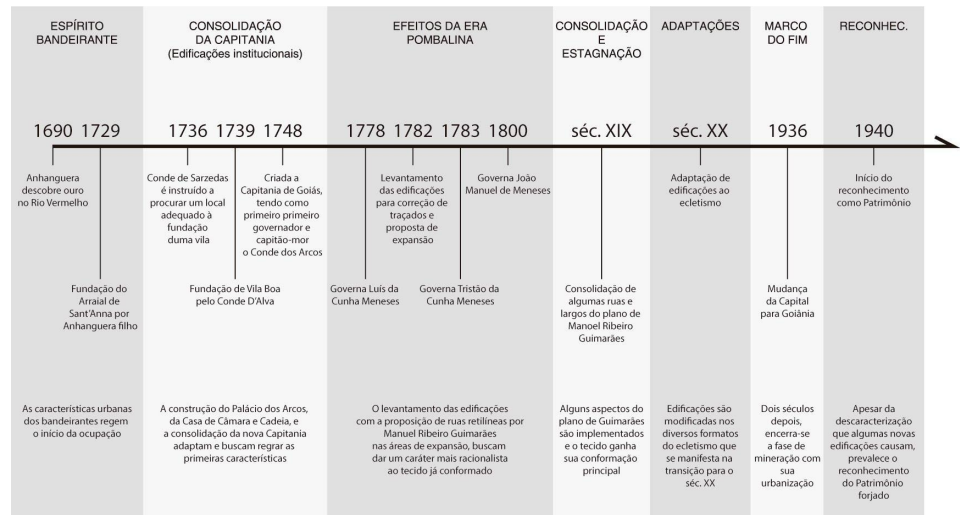 ESPÍRITO
BANDEIRANTE
CONSOLIDAÇÃO
DA CAPITANIA
(Edificações institucionais)
EFEITOS DA ERA
POMBALINA
CONSOLIDAÇÃO
E
ESTAGNAÇÃO
ADAPTAÇÕES
MARCO
DO FIM
RECONHEC.
1690 1729
1736 1739 1748
1778 1782 1783 1800
séc. XIX
séc. XX
1936
1940
Anhanguera
descobre ouro
no Rio Vermelho
Fundação do
Arraial de
Sant'Anna por
Anhanguera filho
Conde de Sarzedas
é instruído a
procurar um local
adequado à
fundação
duma vila
Fundação de Vila Boa
pelo Conde D'Alva
Criada a
Capitania de Goiás,
tendo como
primeiro primeiro
governador e
capitão-mor
o Conde dos Arcos
Governa Luís da
Cunha Meneses
Levantamento
das edificações
para correção de
traçados e
proposta de
expansão
Governa Tristão da
Cunha Meneses
Governa João
Manuel de Meneses
Consolidação de
algumas ruas e
largos do plano de
Manoel Ribeiro
Guimarães
Adaptação de
edificações ao
ecletismo
Mudança
da Capital
para Goiânia
Início do
reconhecimento
como Patrimônio
As características urbanas
dos bandeirantes regem
o início da ocupação
A construção do Palácio dos Arcos,
da Casa de Câmara e Cadeia, e
a consolidação da nova Capitania
adaptam e buscam regrar as
primeiras características
O levantamento das edificações
com a proposição de ruas retilíneas por
Manuel Ribeiro Guimarães
nas áreas de expansão, buscam
dar um caráter mais racionalista
ao tecido já conformado
Alguns aspectos do
plano de Guimarães
são implementados
e o tecido ganha
sua conformação
principal
Edificações são
modificadas nos
diversos formatos
do ecletismo que
se manifesta na
transição para o
séc. XX
Dois séculos
depois,
encerra-se
a fase de
mineração com
sua
urbanização
Apesar da
descaracterização
que algumas novas
edificações causam,
prevalece o
reconhecimento
do Patrimônio
forjado